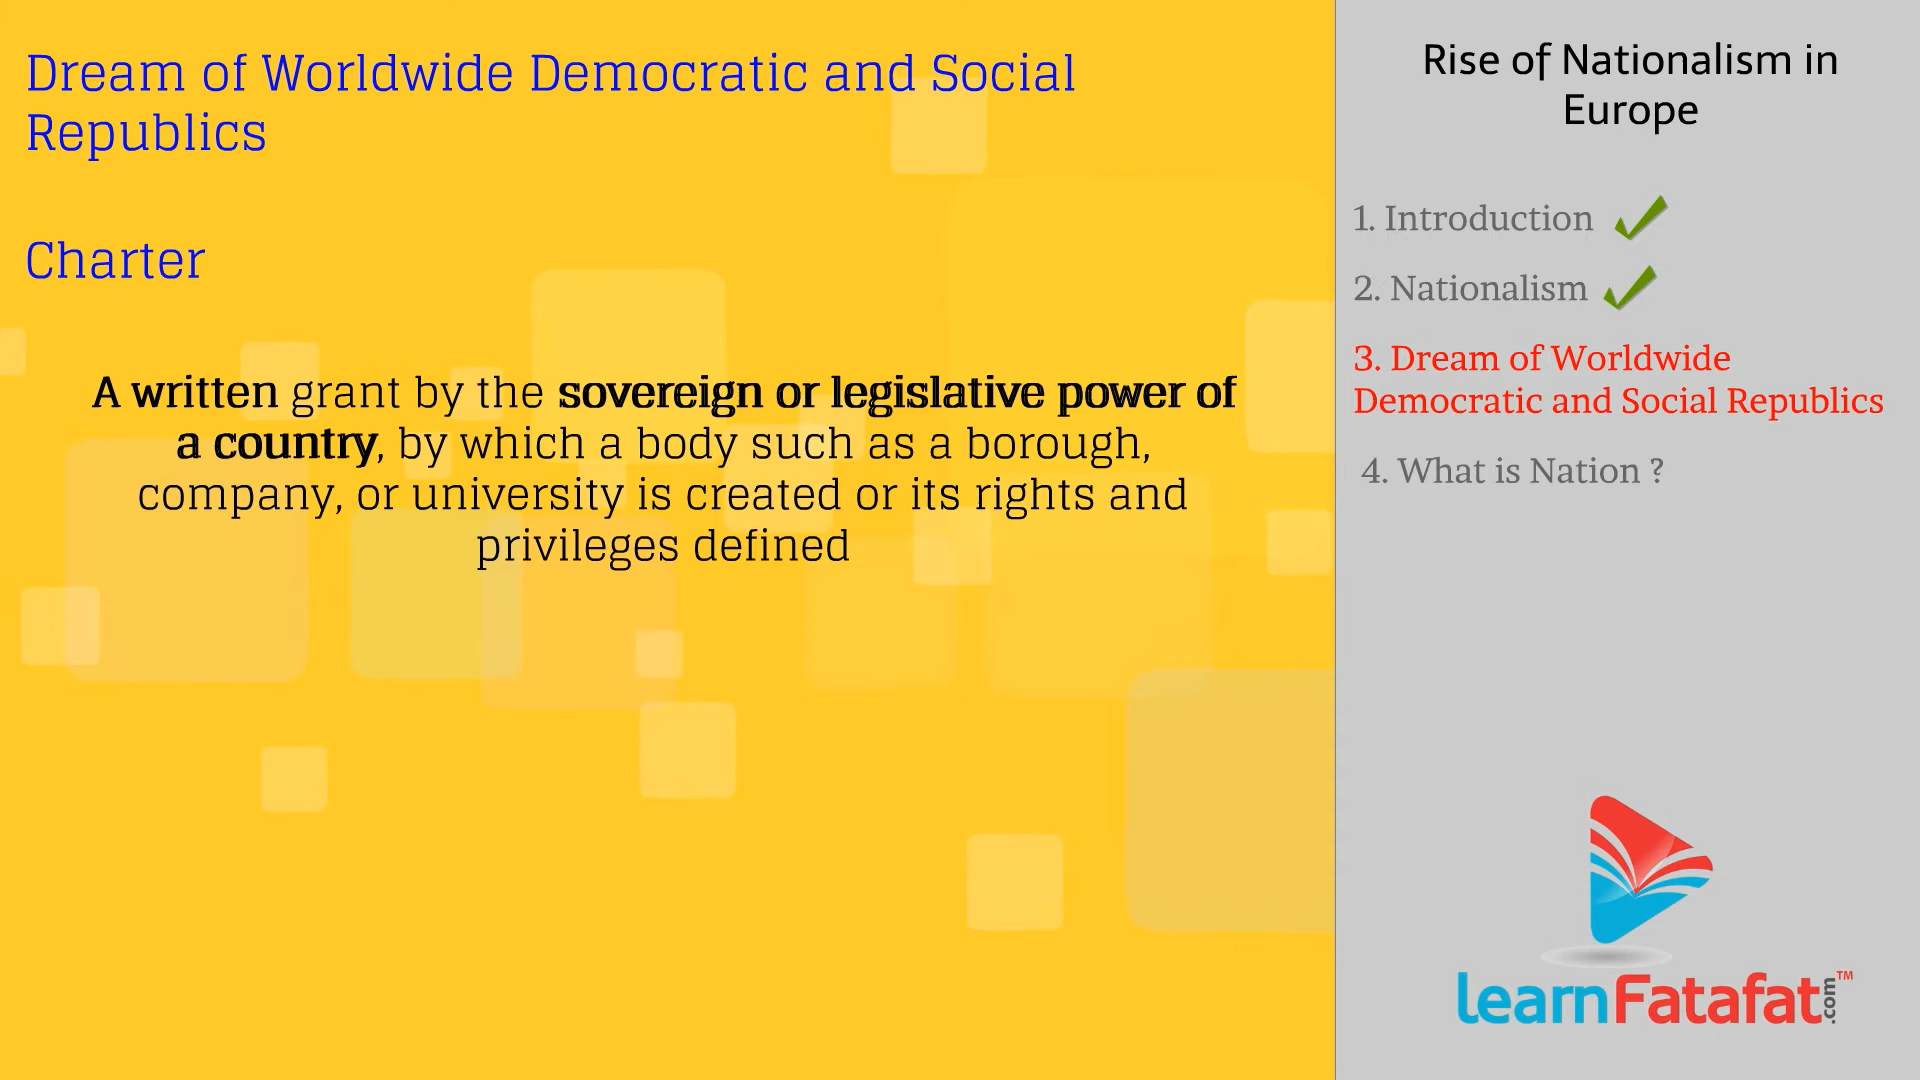 Dream of Worldwide Democratic and Social
Republics
Charter
A written grant by the sovereign or legislative power of
a country, by which a body such as a borough,
company, or university is created or its rights and
privileges defined
Rise of Nationalism in
Europe
1. Introduction
2. Nationalism
3. Dream of Worldwide
Democratic and Social Republics
4. What is Nation ?
learnFatafat.com™